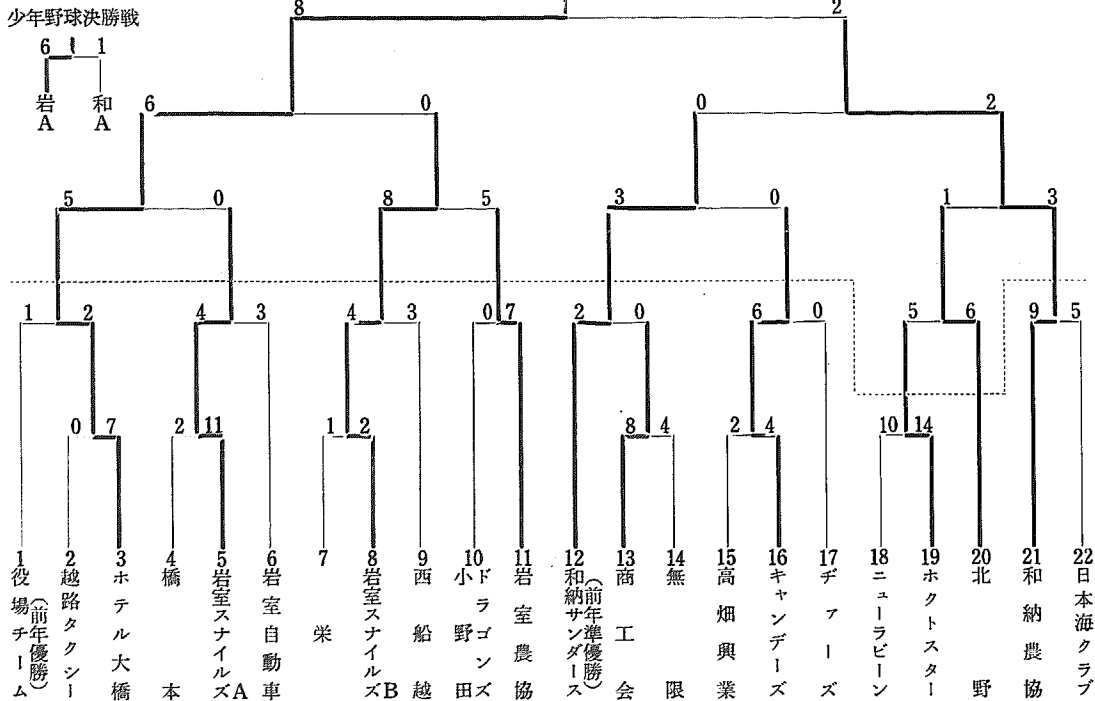 少年野球決勝戦
6 1
岩A 和A
8 2
6 0 0 2
5 0 8 5 3 0 1 3
1 2 4 3 4 3 0 7 2 0 6 0 5 6 9 5
0 7 2 11 1 2 8 4 2 4 10 14
1 役場チーム(前年優勝)
2 越路タクシー
3 ホテル大橋
4 橋本
5 岩室スナイルズA
6 岩室自動車
7 栄
8 岩室スナイルズB
9 西船越
10 小野田ドラゴンズ
11 岩室農協
12 和納サンダース(前年準優勝)
13 商工会
14 無限
15 高畑興業
16 キャンデーズ
17 ヂァーズ
18 ニューラビーン
19 ホクトスター
20 北野
21 和納農協
22 日本海クラブ